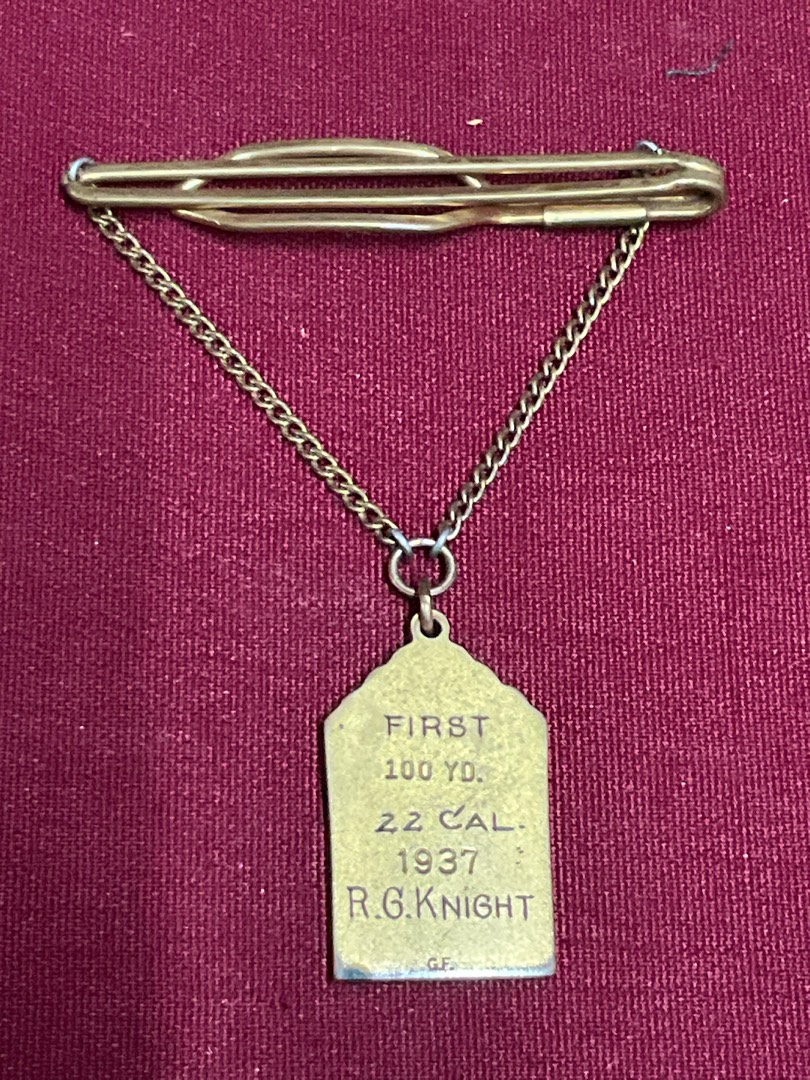 FIRST
100 YD.
22 CAL.
1937
R.G.KNIGHT
G.F.